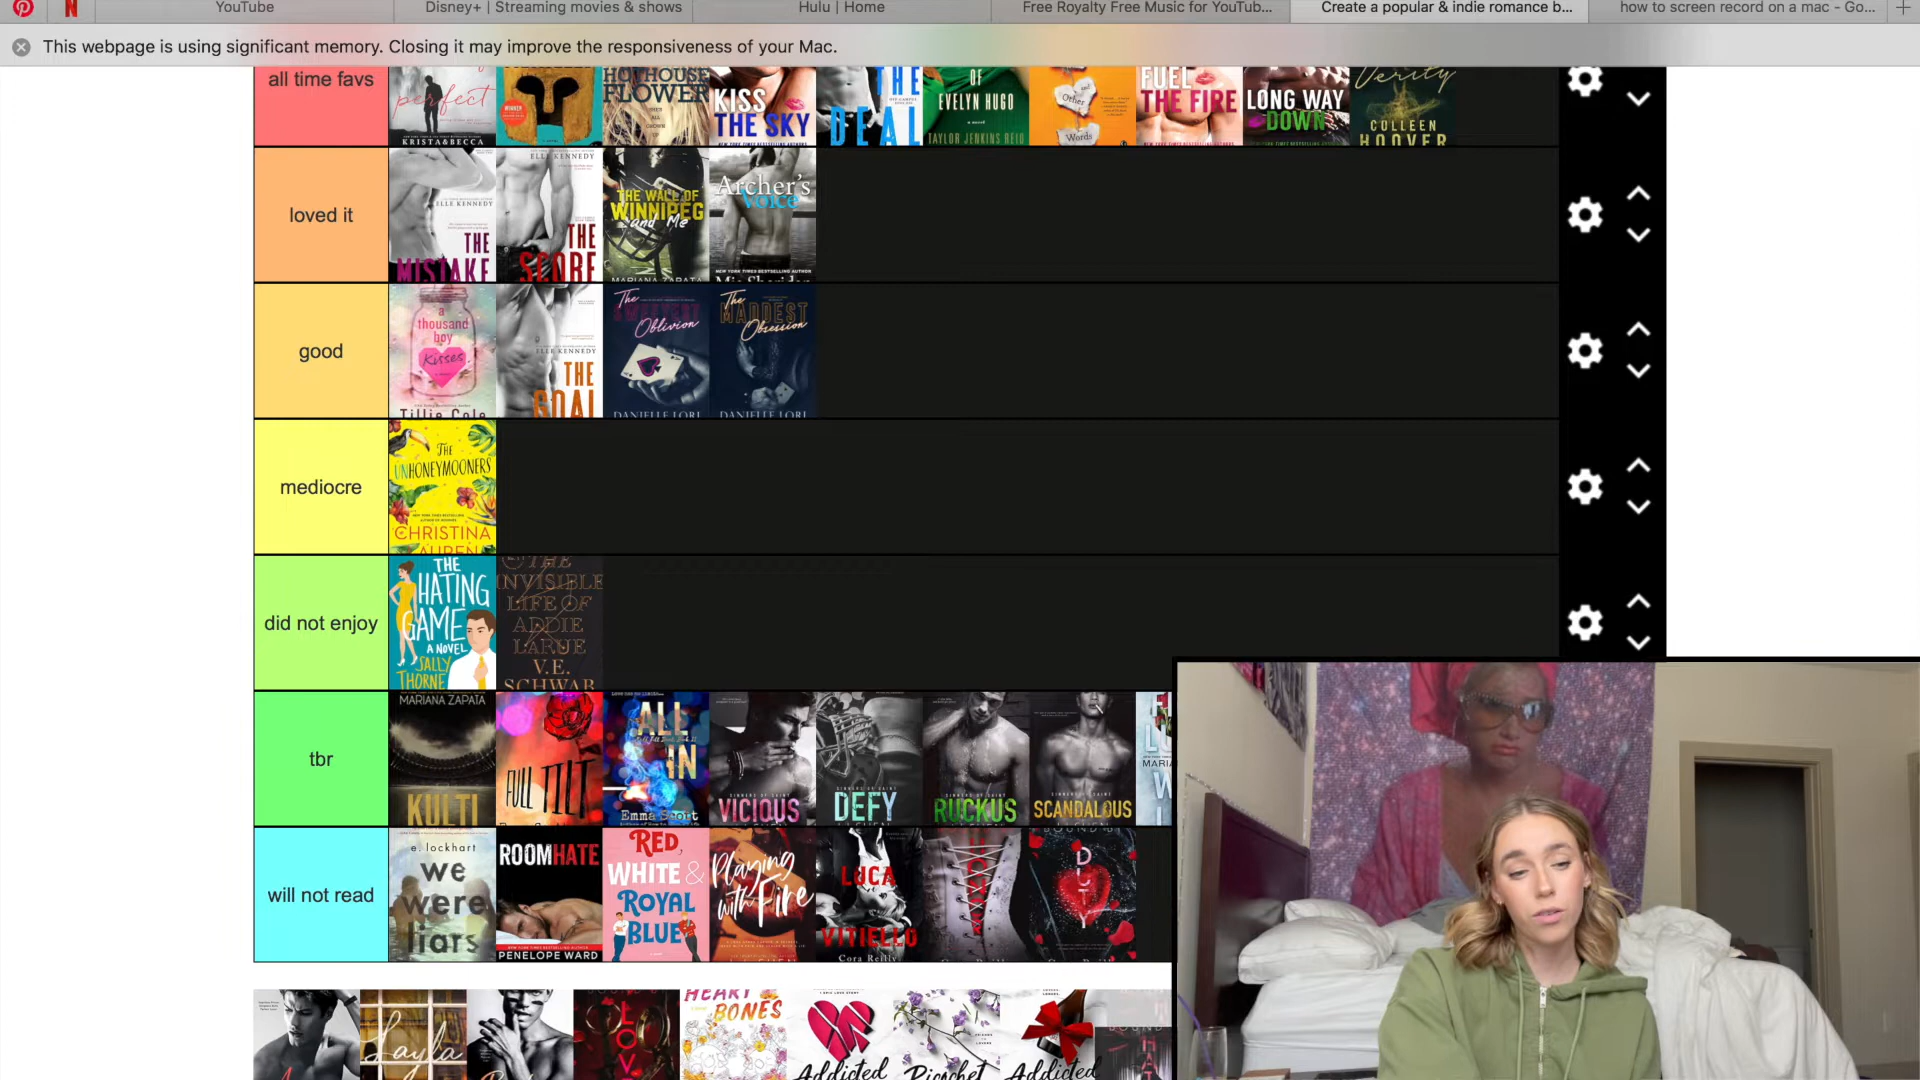 YouTube
Disney+ | Streaming movies & shows
Hulu | Home
Free Royalty Free Music for YouTub...
Create a popular & indie romance b...
how to screen record on a mac - Go...
This webpage is using significant memory. Closing it may improve the responsiveness of your Mac.
all time favs
perfect
KRISTA&BECCA
HOTHOUSE
FLOWER
KISS
THE SKY
THE
DEAL
OF
EVELYN HUGO
TAYLOR JENKINS REID
and
Other
Words
FUEL
THE FIRE
LONG WAY
DOWN
Verity
COLLEEN
HOOVER
loved it
ELLE KENNEDY
THE
MISTAKE
ELLE KENNEDY
THE
SCORE
THE WALL OF
WINNIPEG
and Me
MARIANA ZAPATA
Archer's
Voice
NEW YORK TIMES BESTSELLING AUTHOR
Mia Sheridan
good
a
thousand
boy
kisses
Tillie Cole
ELLE KENNEDY
THE
GOAL
The
SWEETEST
Oblivion
DANIELLE LORI
The
MADDEST
Obsession
DANIELLE LORI
mediocre
THE
UNHONEYMOONERS
CHRISTINA
LAUREN
did not enjoy
THE
HATING
GAME
A NOVEL
SALLY
THORNE
THE
INVISIBLE
LIFE OF
ADDIE
LARUE
V.E.
SCHWAB
tbr
MARIANA ZAPATA
KULTI
FULL TILT
ALL
IN
Emma Scott
VICIOUS
DEFY
RUCKUS
SCANDALOUS
will not read
e. lockhart
we
were
liars
ROOMHATE
PENELOPE WARD
RED,
WHITE &
ROYAL
BLUE
Playing
with Fire
LUCA
VITIELLO
Cora Reilly
DUTY
Layla
LOVE
HEART
BONES
Addicted
Ricochet
Addicted
BOUND